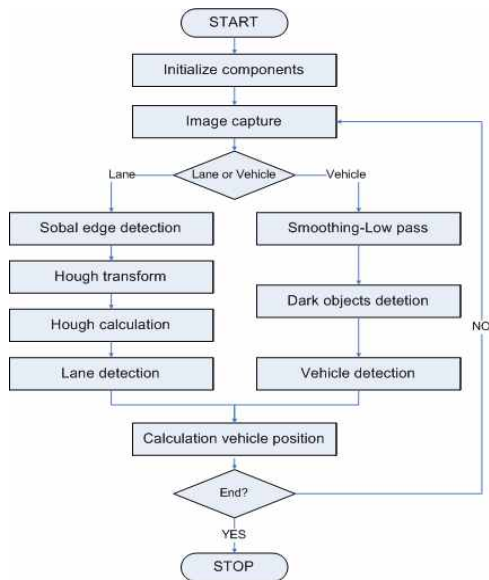 START
Initialize components
Image capture
Lane
Lane or Vehicle
Vehicle
Sobal edge detection
Smoothing-Low pass
Hough transform
Dark objects detetion
Hough calculation
NO
Lane detection
Vehicle detection
Calculation vehicle position
End?
YES
STOP